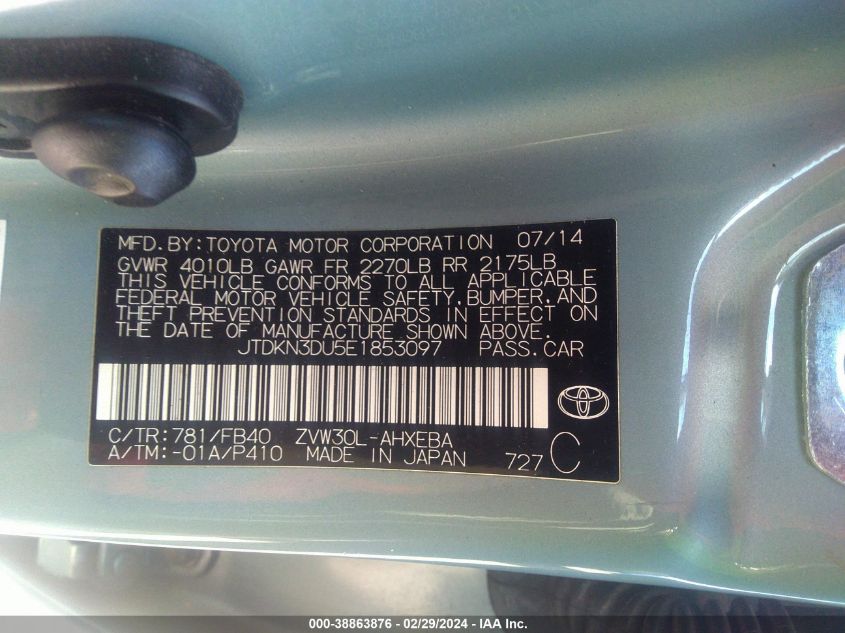 MFD.BY:TOYOTA MOTOR CORPORATION 07/14
GVWR 4010LB GAWR FR 2270LB RR 2175LB
THIS VEHICLE CONFORMS TO ALL APPLICABLE
FEDERAL MOTOR VEHICLE SAFETY,BUMPER,AND
THEFT PREVENTION STANDARDS IN EFFECT ON
THE DATE OF MANUFACTURE SHOWN ABOVE.
JTDKN3DU5E1853097 PASS.CAR
C/TR:781/FB40 ZVW30L-AHXEBA
A/TM:-01A/P410 MADE IN JAPAN 727 C
000-38863876 / 02/29/2024 - IAA Inc.